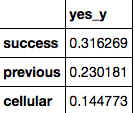 yes_y
success 0.316269
previous 0.230181
cellular 0.144773